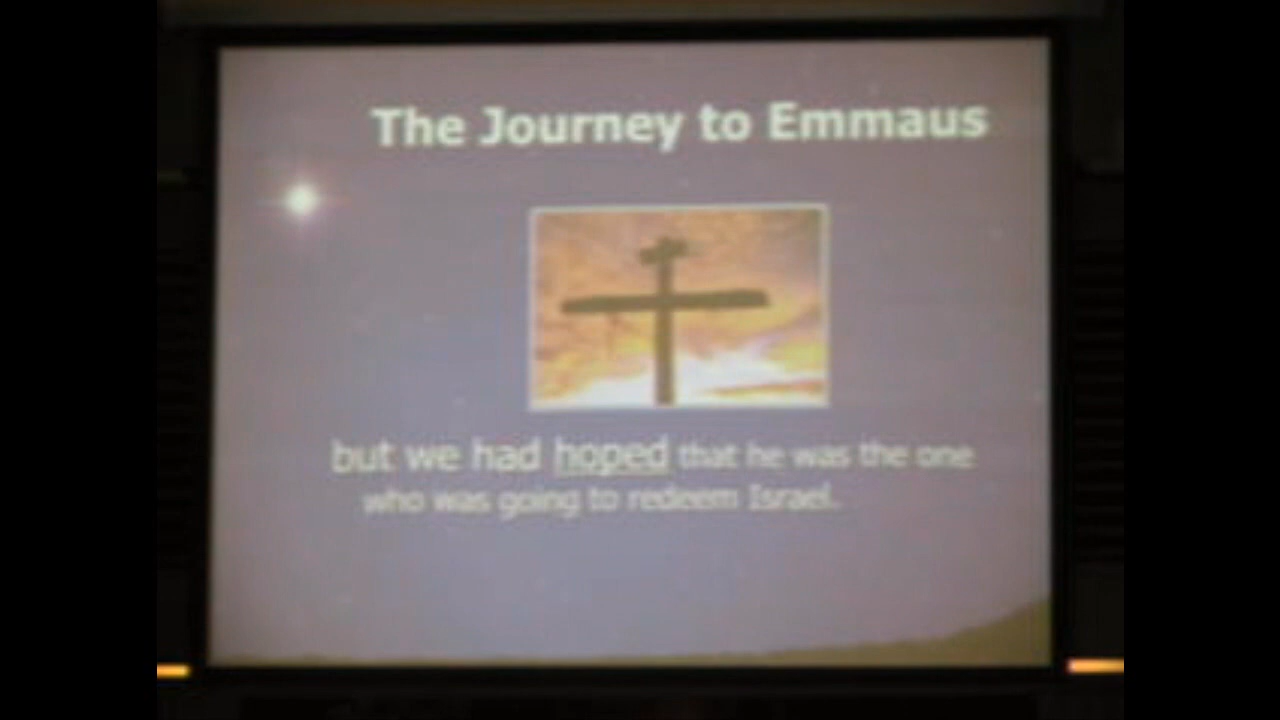 The Journey to Emmaus
but we had hoped that he was the one
who was going to redeem Israel.